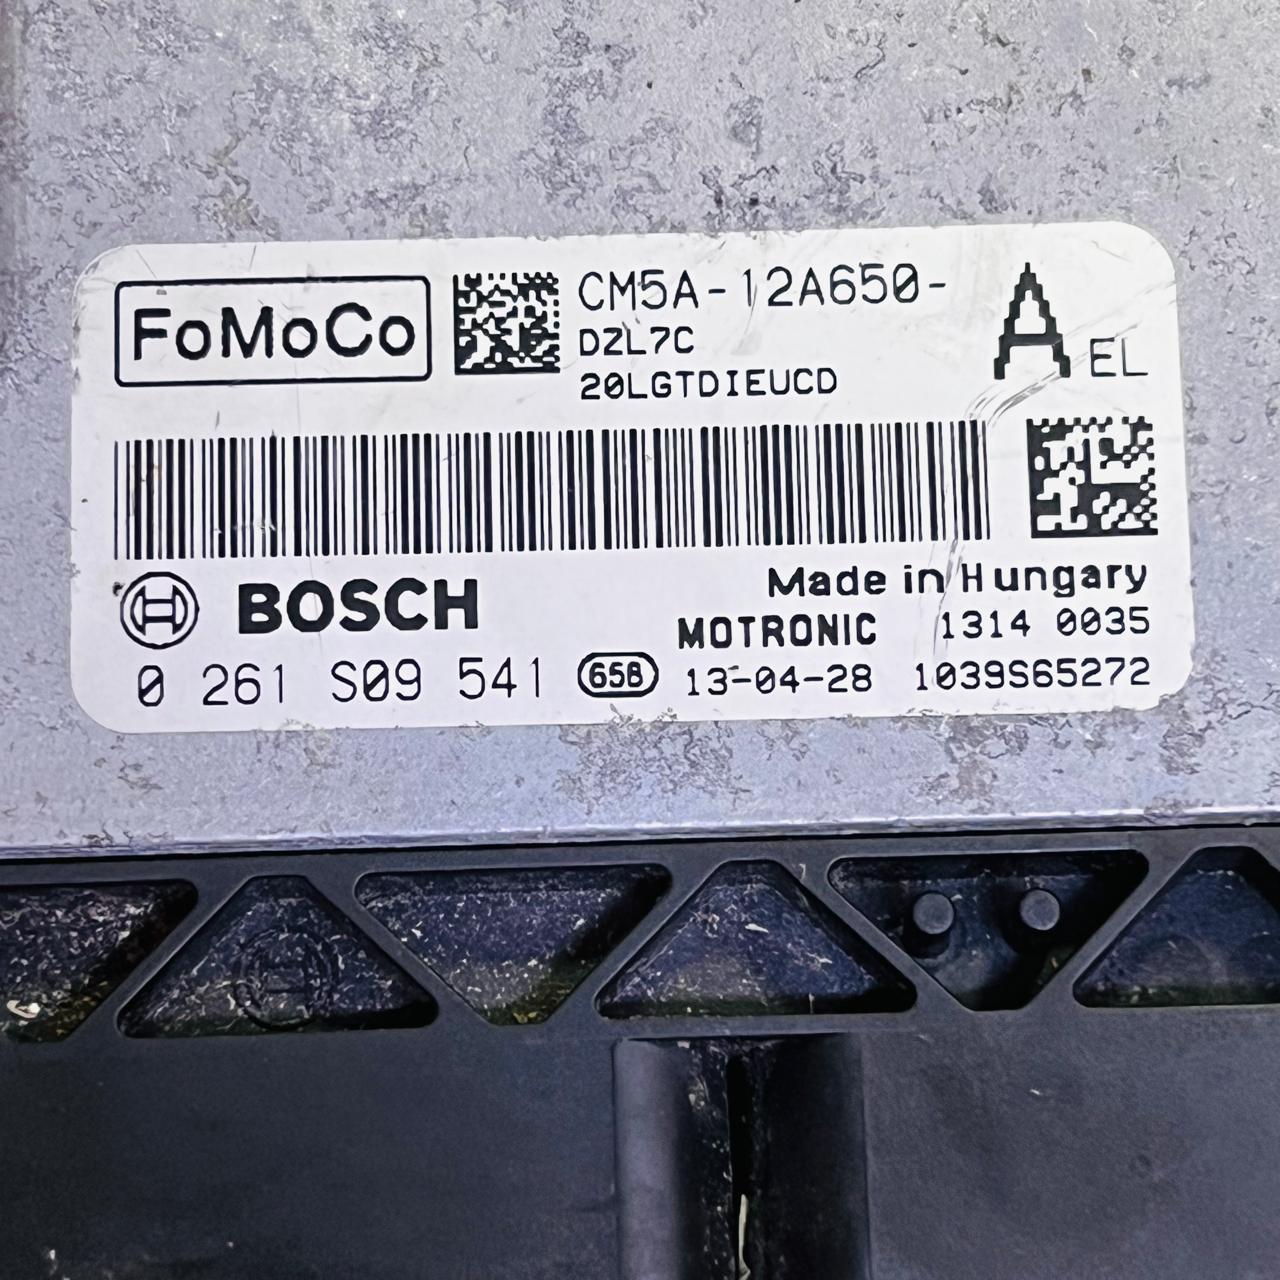 FoMoCo
CM5A-12A650-
A EL
DZL7C
20LGTDIEUCD
BOSCH
Made in Hungary
MOTRONIC 1314 0035
0 261 S09 541 658 13-04-28 1039S65272